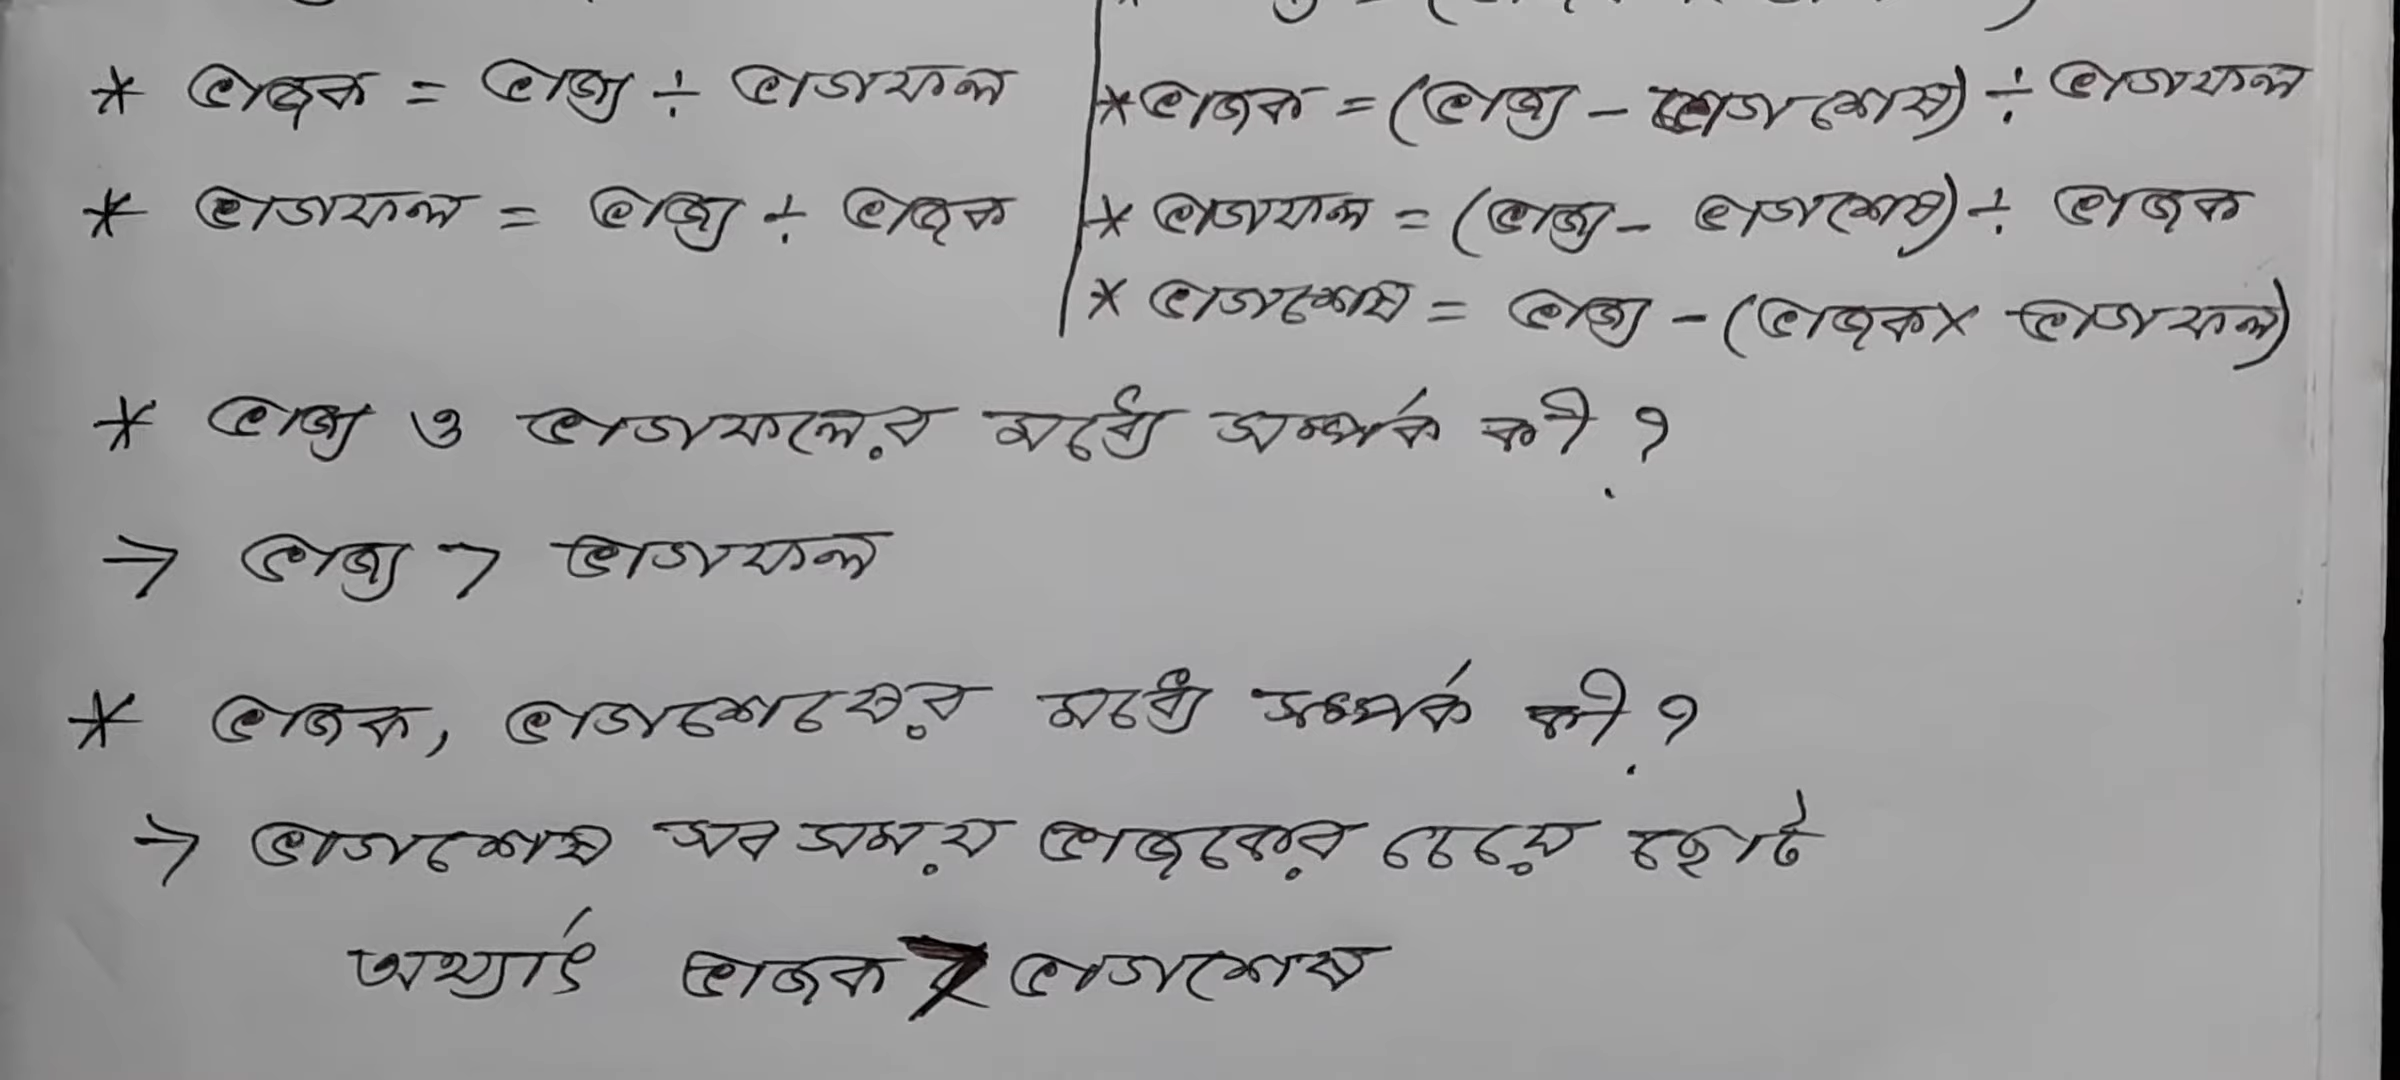 * ভাজক = ভাজ্য ÷ ভাগফল
* ভাগফল = ভাজ্য ÷ ভাজক
* ভাজক = (ভাজ্য - ভাগশেষ) ÷ ভাগফল
* ভাগফল = (ভাজ্য - ভাগশেষ) ÷ ভাজক
* ভাগশেষ = ভাজ্য - (ভাজক × ভাগফল)
* ভাজ্য ও ভাগফলের মধ্যে সম্পর্ক কী ?
→ ভাজ্য > ভাগফল
* ভাজক, ভাগশেষের মধ্যে সম্পর্ক কী ?
→ ভাগশেষ সব সময় ভাজকের চেয়ে ছোট
অর্থ্যাৎ ভাজক > ভাগশেষ